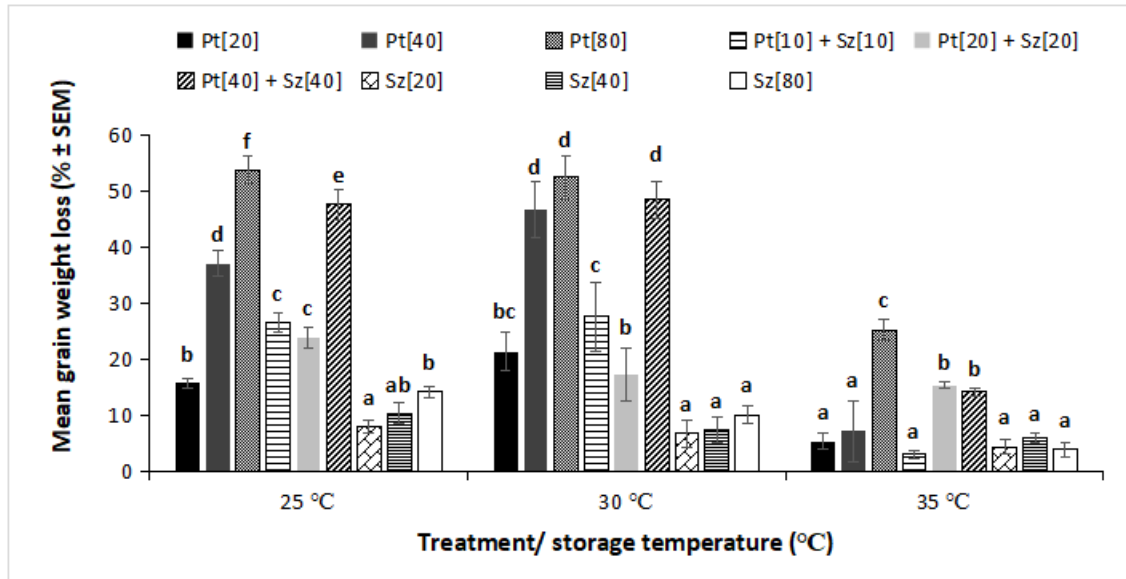 Pt[20] Pt[40] Pt[80] Pt[10] + Sz[10] Pt[20] + Sz[20]
Pt[40] + Sz[40] Sz[20] Sz[40] Sz[80]
Mean grain weight loss (% ± SEM)
60
50
40
30
20
10
0
b d f c c e a ab b
bc d d c b d a a a
a a c a b b a a a
25 °C 30 °C 35 °C
Treatment/ storage temperature (°C)